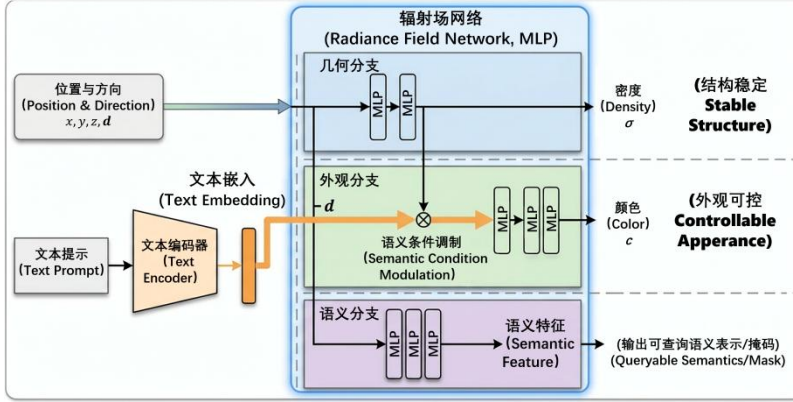 辐射场网络
(Radiance Field Network, MLP)
几何分支
位置与方向
(Position & Direction)
x, y, z, d
MLP
MLP
密度
(Density)
σ
(结构稳定
Stable
Structure)
文本嵌入
(Text Embedding)
外观分支
d
文本提示
(Text Prompt)
文本编码器
(Text
Encoder)
语义条件调制
(Semantic Condition
Modulation)
MLP
MLP
MLP
颜色
(Color)
c
(外观可控
Controllable
Apperance)
语义分支
MLP
MLP
MLP
语义特征
(Semantic
Feature)
(输出可查询语义表示/掩码)
(Queryable Semantics/Mask)